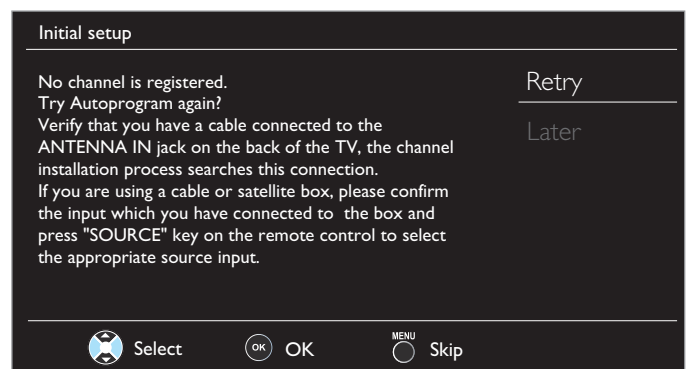 Initial setup
No channel is registered.
Try Autoprogram again?
Verify that you have a cable connected to the
ANTENNA IN jack on the back of the TV, the channel
installation process searches this connection.
If you are using a cable or satellite box, please confirm
the input which you have connected to the box and
press "SOURCE" key on the remote control to select
the appropriate source input.
Retry
Later
Select
OK OK
MENU Skip